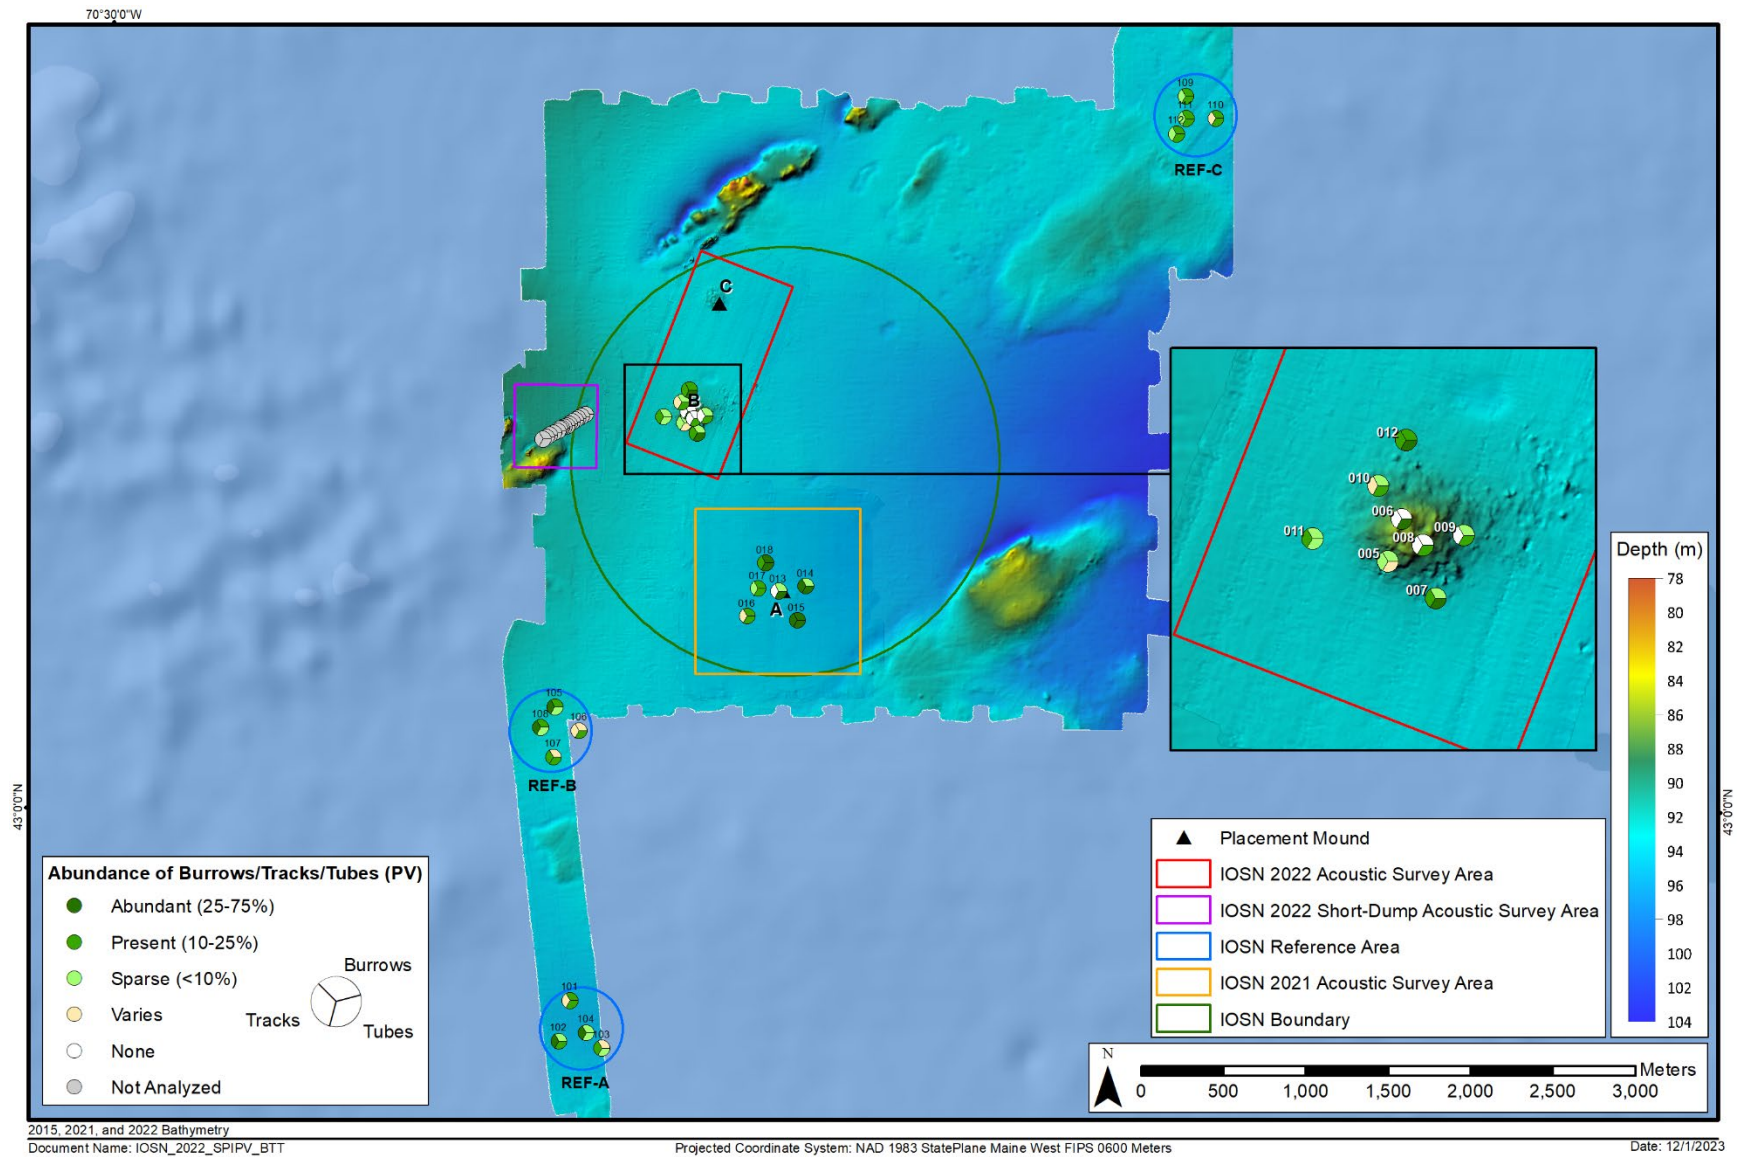 70°30'0"W
109
111
110
112
REF-C
C
B
012
010
006
009
011
008
005
007
018
017
013
014
016
A
015
105
108
106
107
REF-B
43°0'0"N
43°0'0"N
101
104
102
103
REF-A
Depth (m)
78
80
82
84
86
88
90
92
94
96
98
100
102
104
Abundance of Burrows/Tracks/Tubes (PV)
Abundant (25-75%)
Present (10-25%)
Sparse (<10%)
Varies
None
Not Analyzed
Burrows
Tracks
Tubes
Placement Mound
IOSN 2022 Acoustic Survey Area
IOSN 2022 Short-Dump Acoustic Survey Area
IOSN Reference Area
IOSN 2021 Acoustic Survey Area
IOSN Boundary
N
Meters
0 500 1,000 1,500 2,000 2,500 3,000
2015, 2021, and 2022 Bathymetry
Document Name: IOSN_2022_SPIPV_BTT
Projected Coordinate System: NAD 1983 StatePlane Maine West FIPS 0600 Meters
Date: 12/1/2023